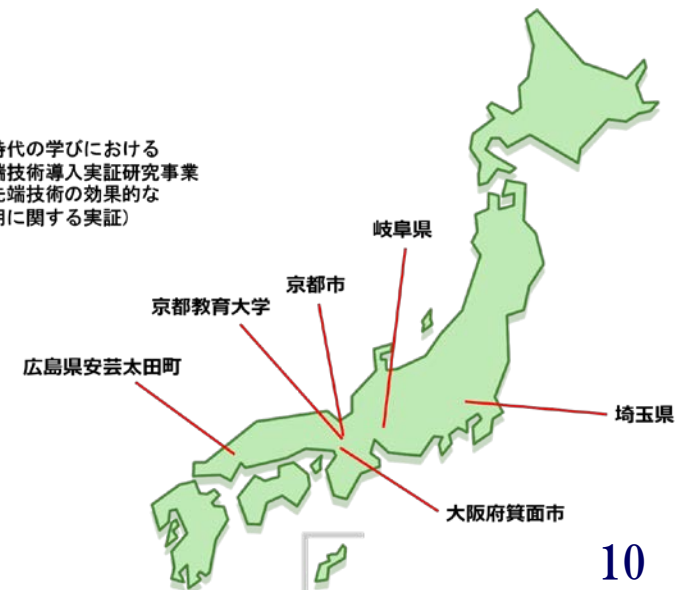 時代の学びにおける
端技術導入実証研究事業
先端技術の効果的な
用に関する実証）
岐阜県
京都市
京都教育大学
広島県安芸太田町
埼玉県
大阪府箕面市
10